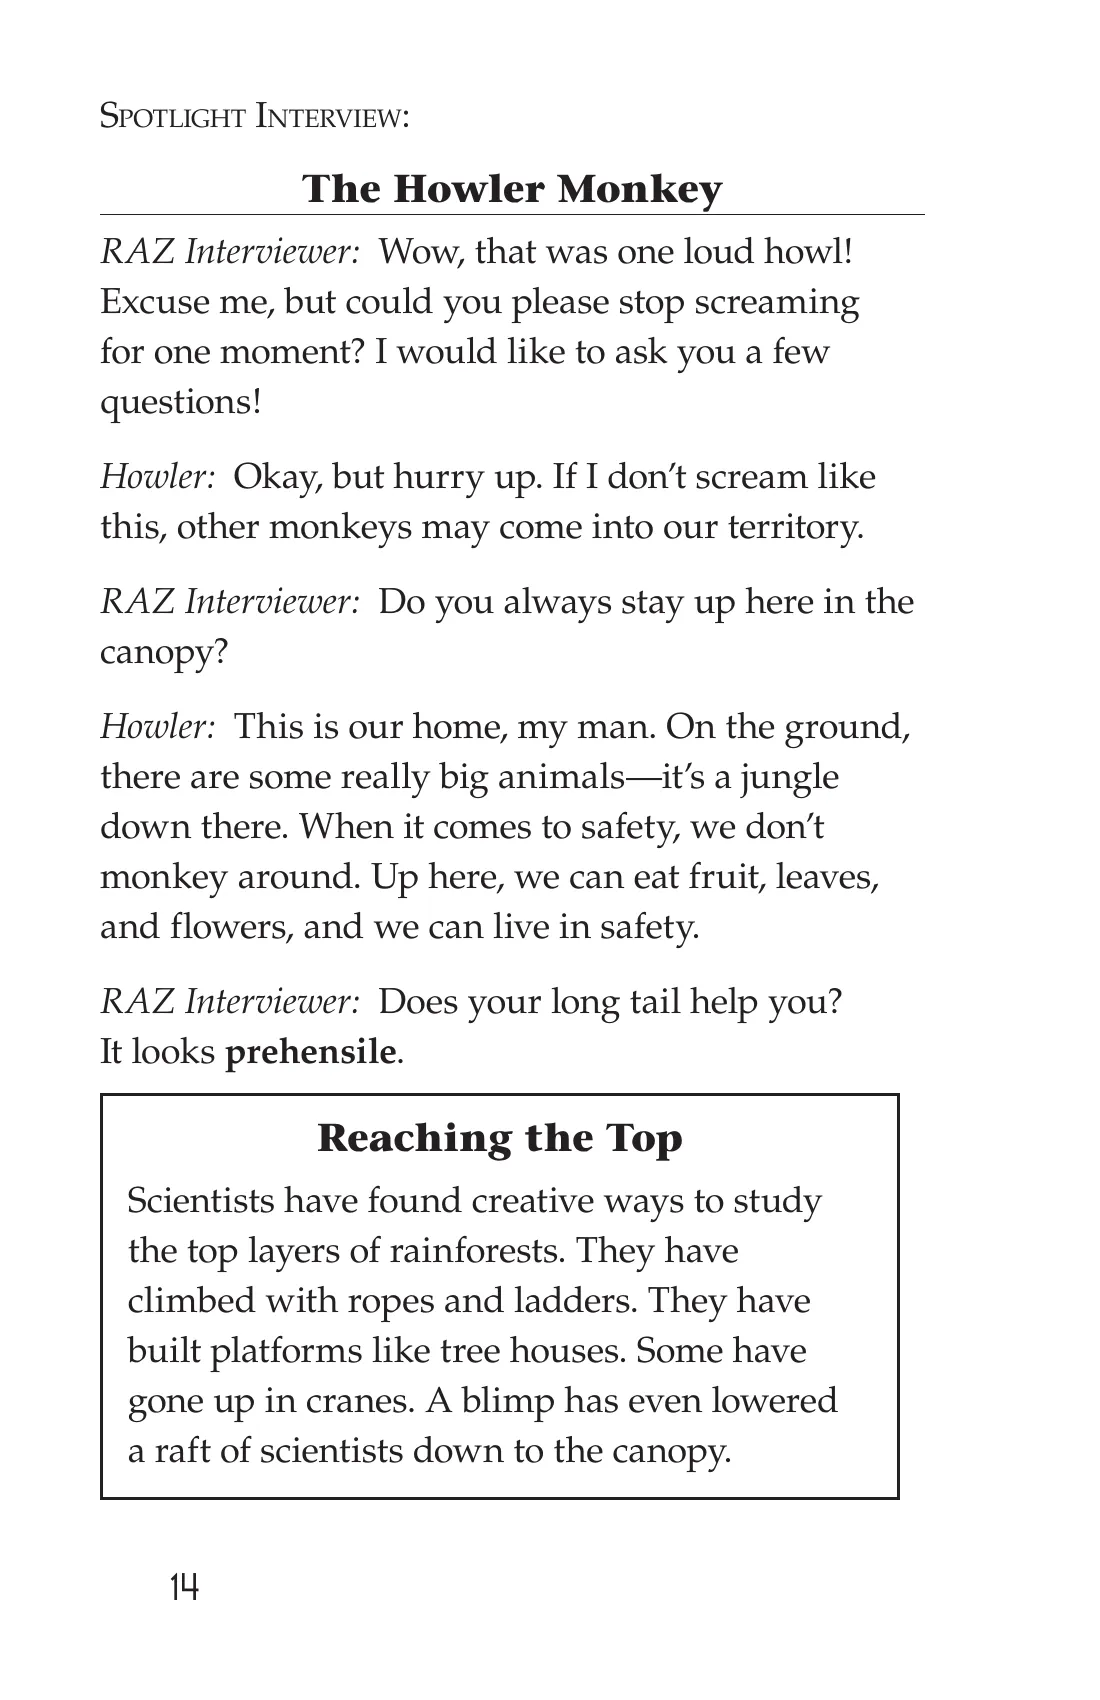 SPOTLIGHT INTERVIEW:
The Howler Monkey
RAZ Interviewer: Wow, that was one loud howl!
Excuse me, but could you please stop screaming
for one moment? I would like to ask you a few
questions!
Howler: Okay, but hurry up. If I don’t scream like
this, other monkeys may come into our territory.
RAZ Interviewer: Do you always stay up here in the
canopy?
Howler: This is our home, my man. On the ground,
there are some really big animals—it’s a jungle
down there. When it comes to safety, we don’t
monkey around. Up here, we can eat fruit, leaves,
and flowers, and we can live in safety.
RAZ Interviewer: Does your long tail help you?
It looks prehensile.
Reaching the Top
Scientists have found creative ways to study
the top layers of rainforests. They have
climbed with ropes and ladders. They have
built platforms like tree houses. Some have
gone up in cranes. A blimp has even lowered
a raft of scientists down to the canopy.
14